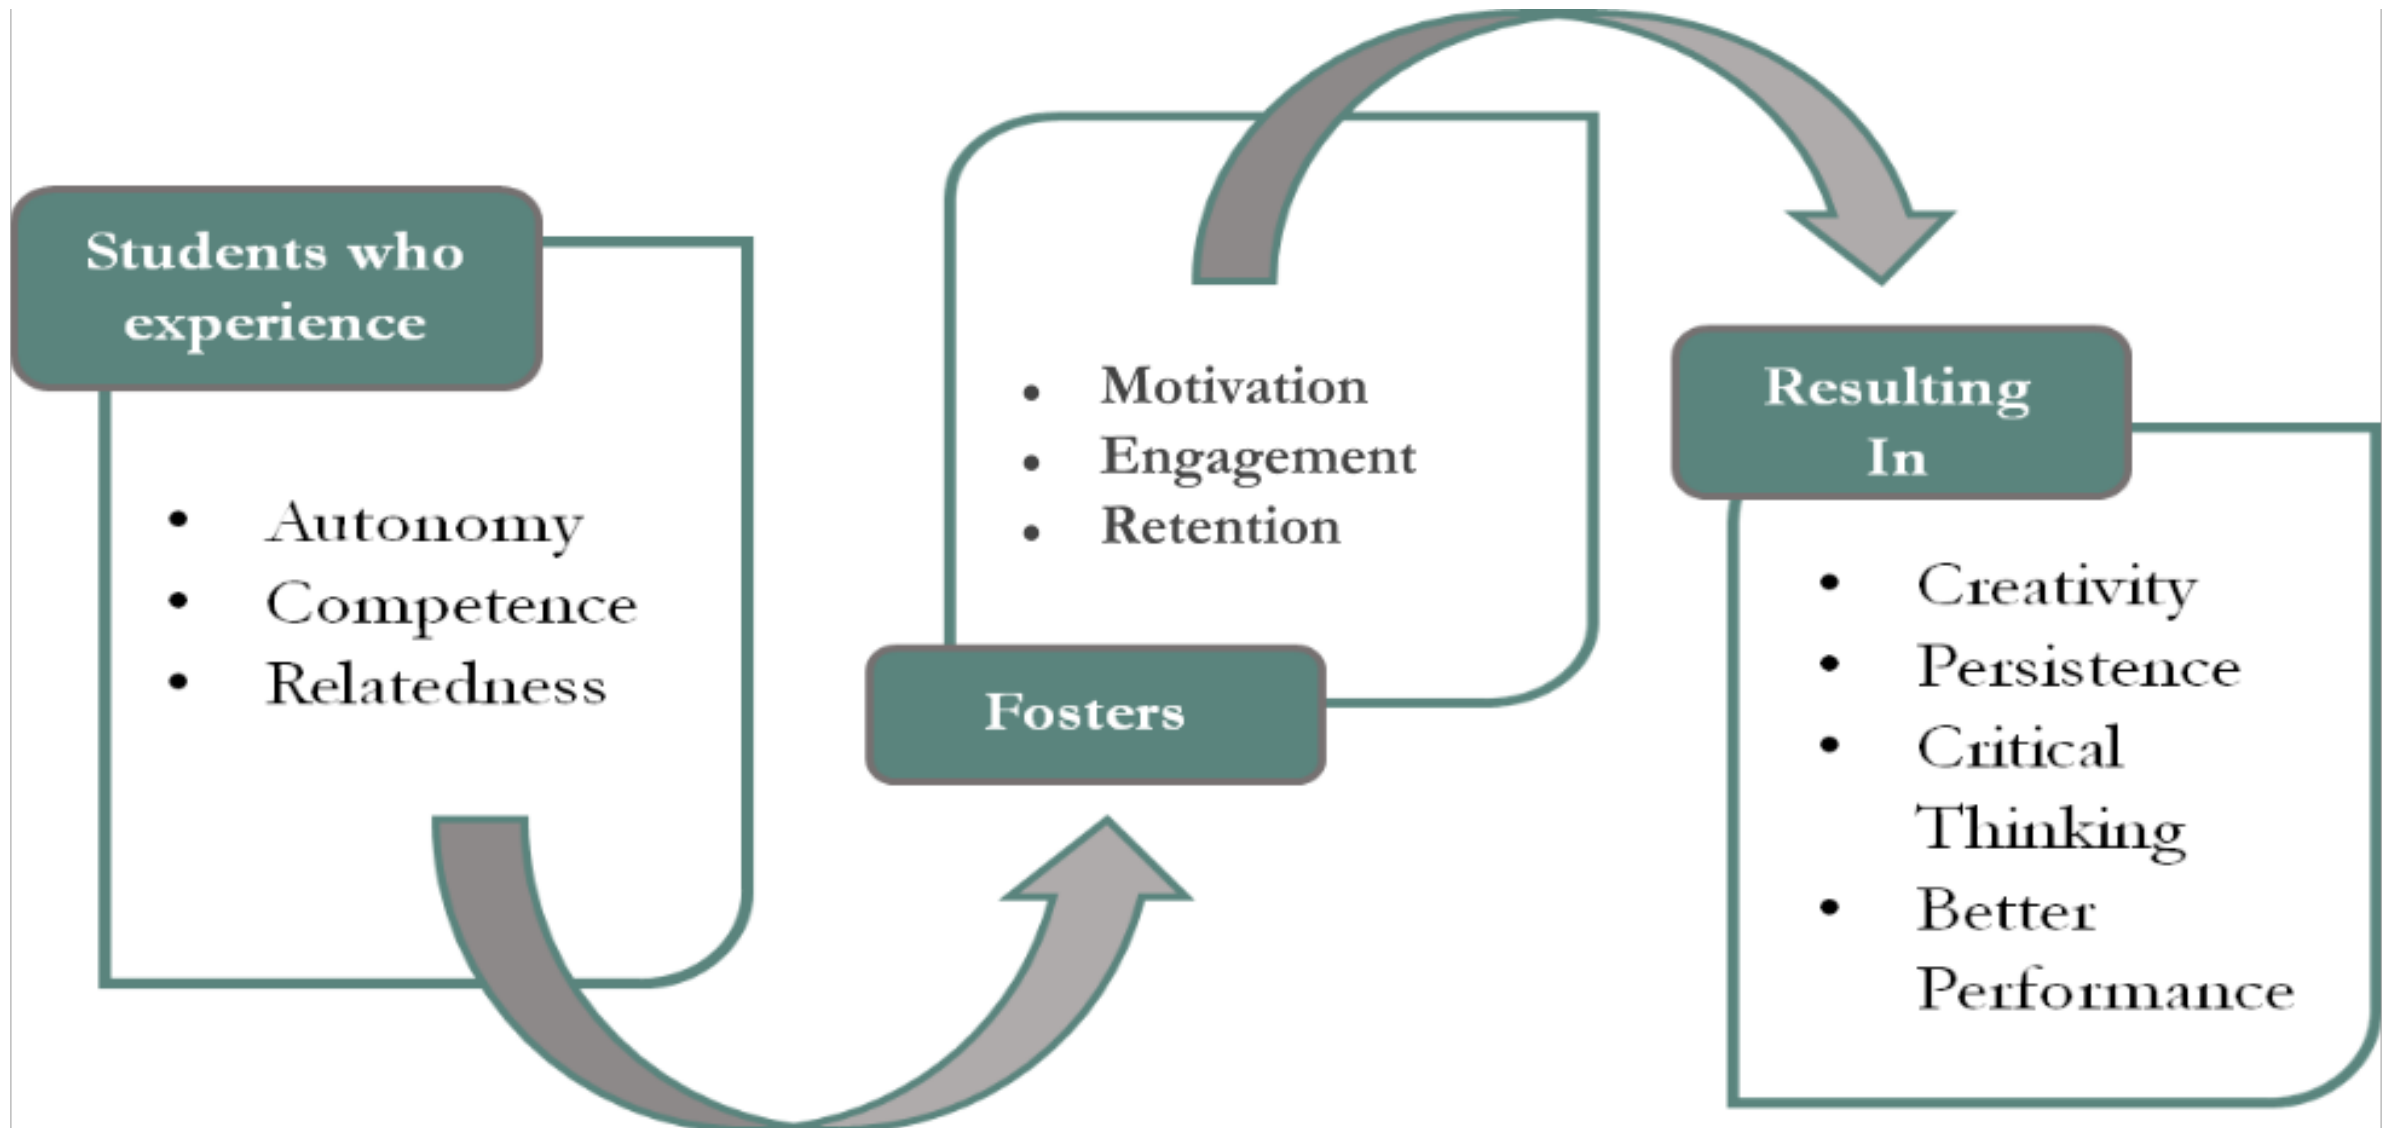 Students who
experience
• Autonomy
• Competence
• Relatedness
• Motivation
• Engagement
• Retention
Fosters
Resulting
In
• Creativity
• Persistence
• Critical
Thinking
• Better
Performance